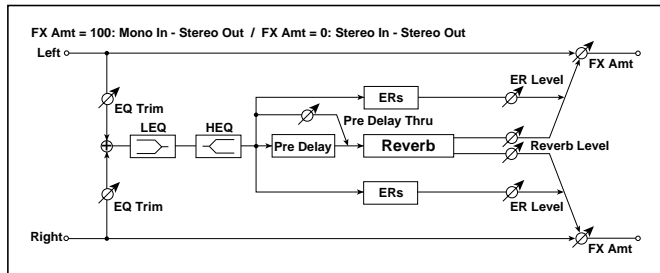 FX Amt = 100: Mono In - Stereo Out / FX Amt = 0: Stereo In - Stereo Out
Left
FX Amt
ERs
ER Level
EQ Trim
Pre Delay Thru
LEQ
HEQ
Pre Delay
Reverb
Reverb Level
EQ Trim
ERs
ER Level
Right
FX Amt